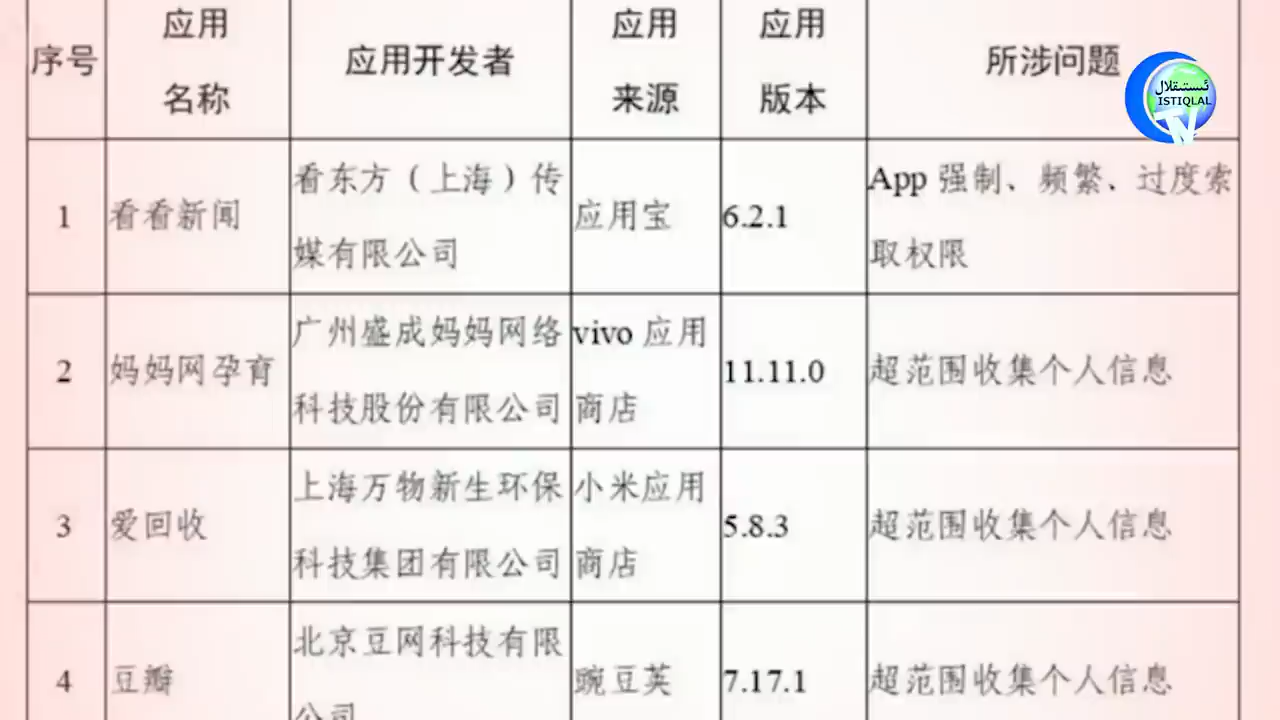 序号
应用
名称
应用开发者
应用
来源
应用
版本
所涉问题
ئىستىقلال
ISTIQLAL
TV
1
看看新闻
看东方（上海）传
媒有限公司
应用宝
6.2.1
App 强制、频繁、过度索
取权限
2
妈妈网孕育
广州盛成妈妈网络
科技股份有限公司
vivo 应用
商店
11.11.0
超范围收集个人信息
3
爱回收
上海万物新生环保
科技集团有限公司
小米应用
商店
5.8.3
超范围收集个人信息
4
豆瓣
北京豆网科技有限
公司
豌豆荚
7.17.1
超范围收集个人信息